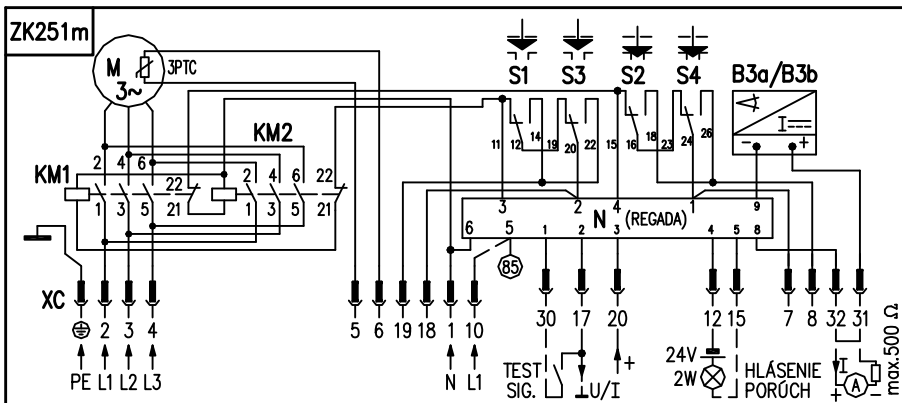 ZK251m
M
3~
3PTC
S1 S3 S2 S4 B3a/B3b
I
- +
KM2
KM1
2 4 6
22
21
1 3 5
2 4 6 22
1 3 5 21
11 12 14 19 20 22 15 16 18 23 24 26
3 2 4 1 9
N (REGADA)
6 5 1 2 3 4 5 8
85
XC
2 3 4 5 6 19 18 1 10 30 17 20 12 15 7 8 32 31
PE L1 L2 L3 N L1
TEST
SIG.
U/I
+
24V
2W
HLÁSENIE
PORÚCH
I
A
+ -
max.500 Ω